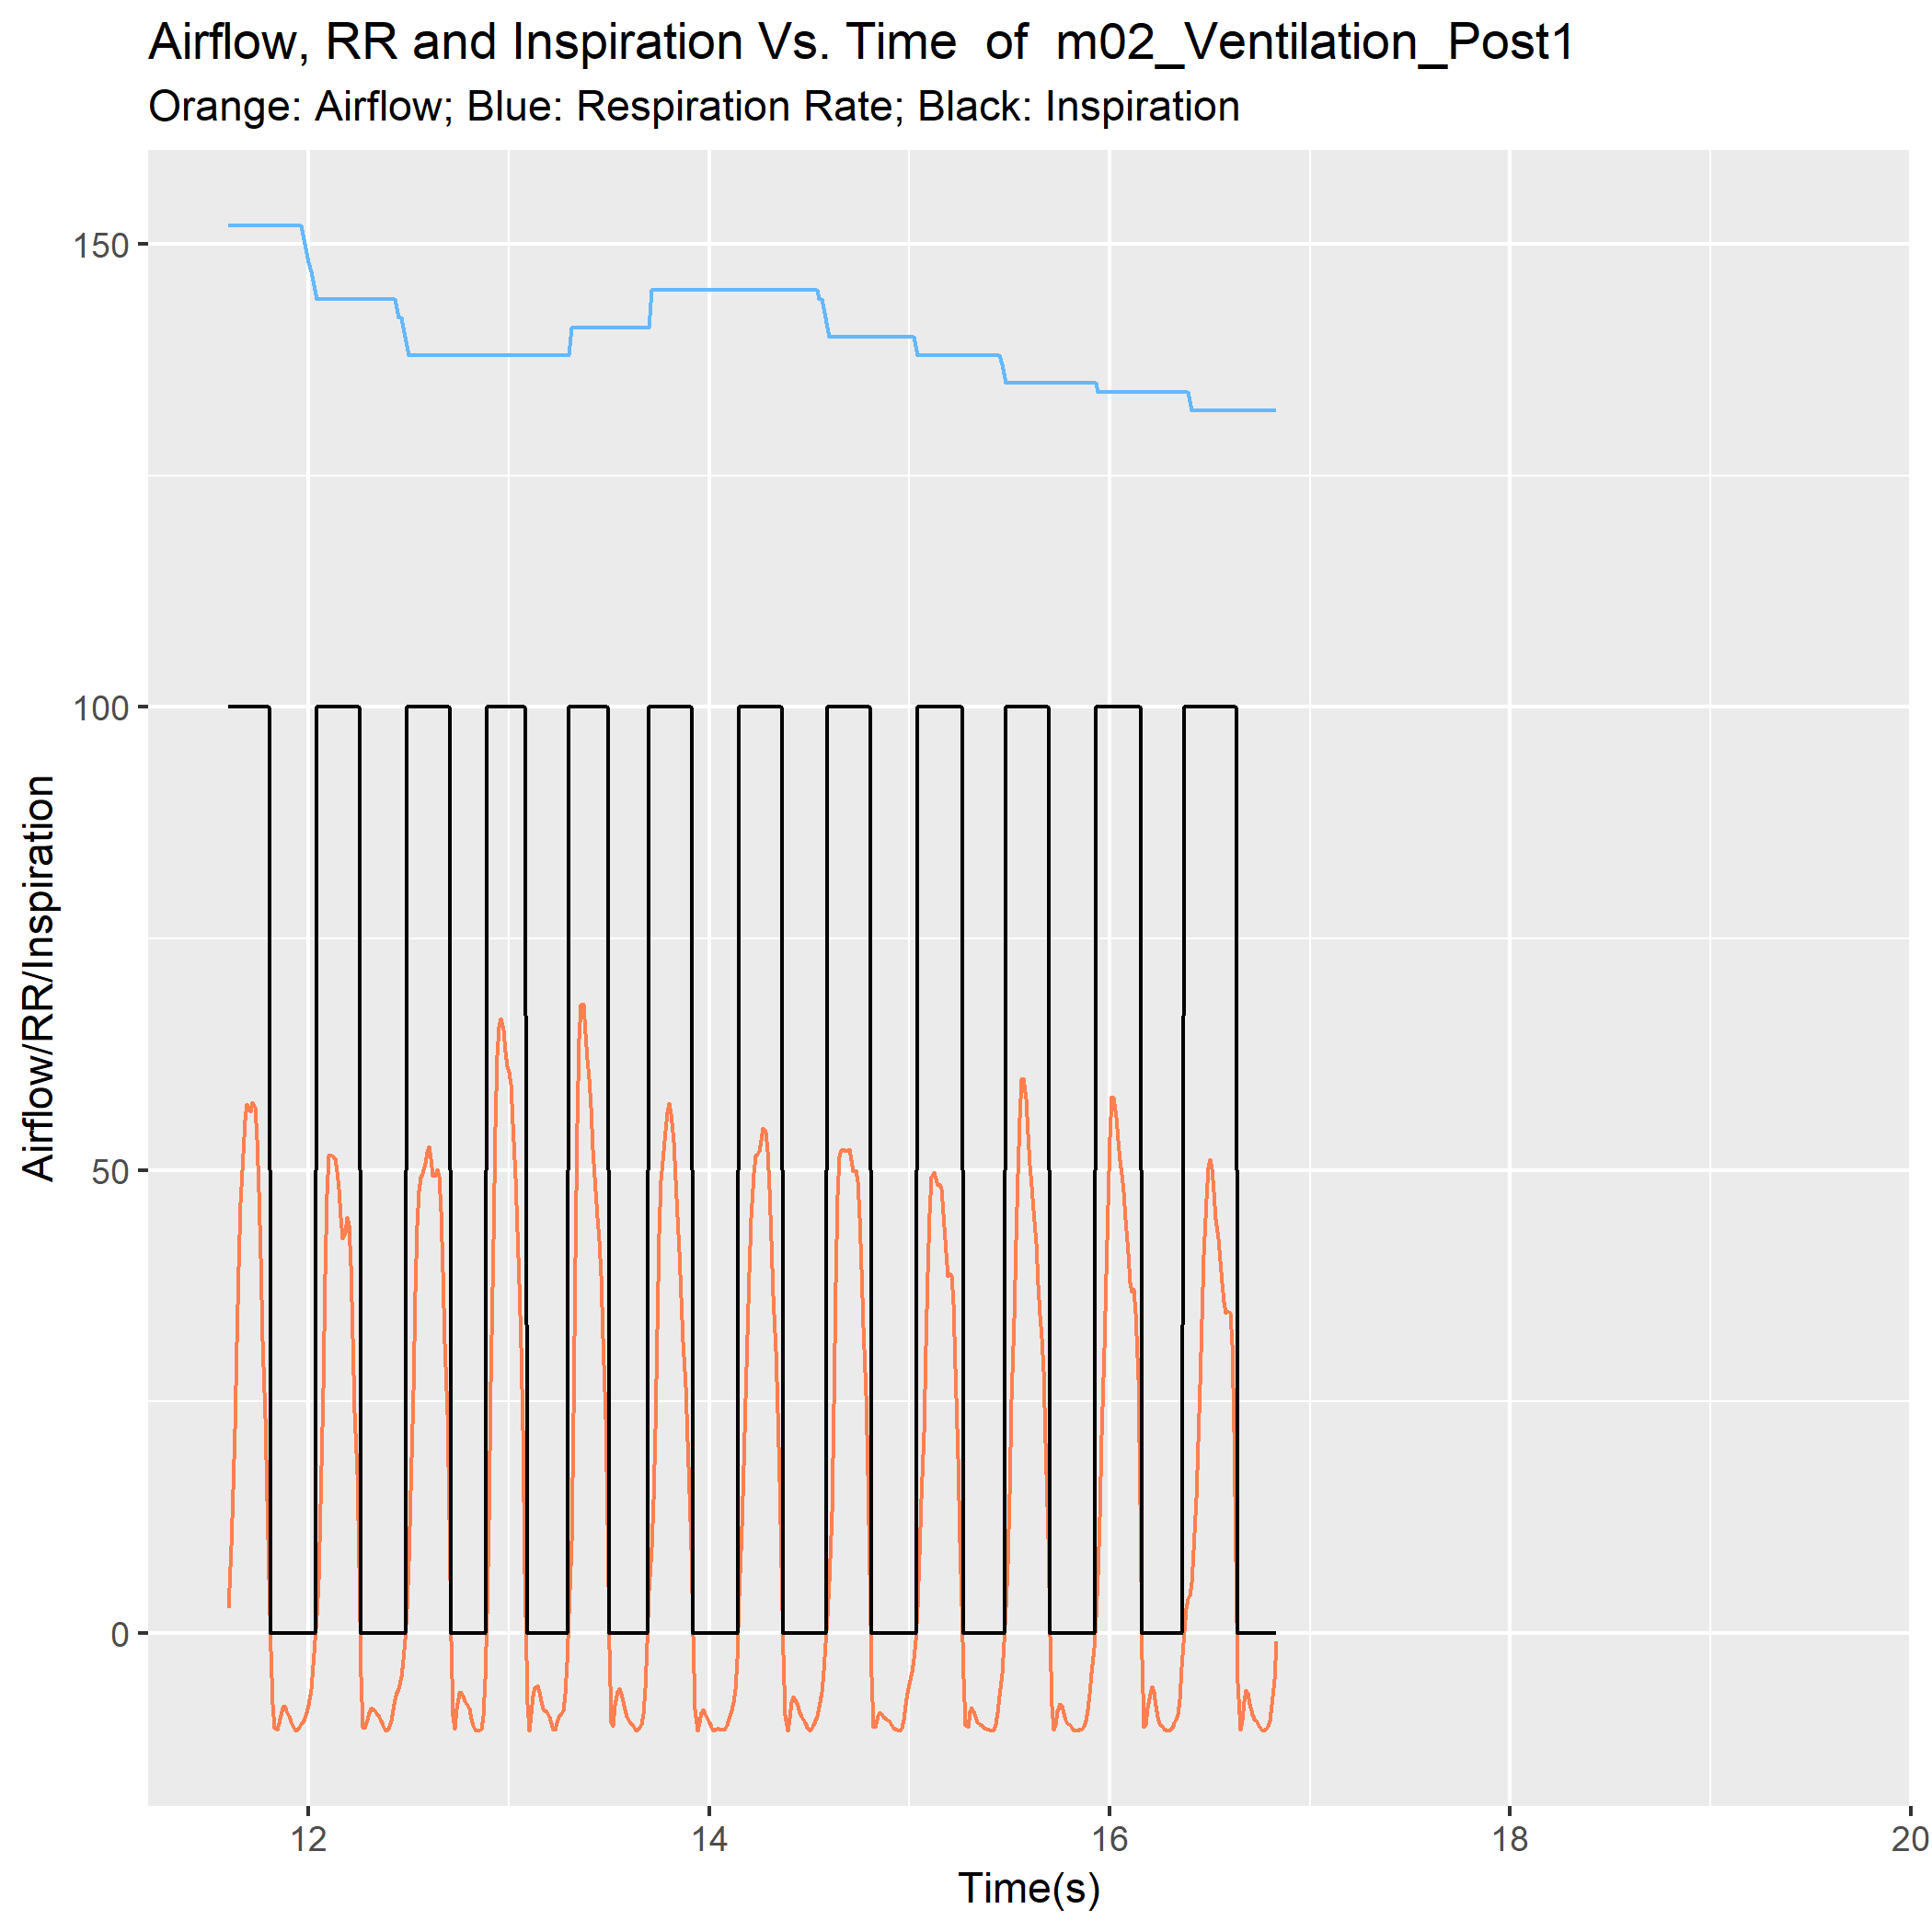 Airflow, RR and Inspiration Vs. Time  of  m02_Ventilation_Post1
Orange: Airflow; Blue: Respiration Rate; Black: Inspiration
Airflow/RR/Inspiration
150
100
50
0
12
14
16
18
20
Time(s)